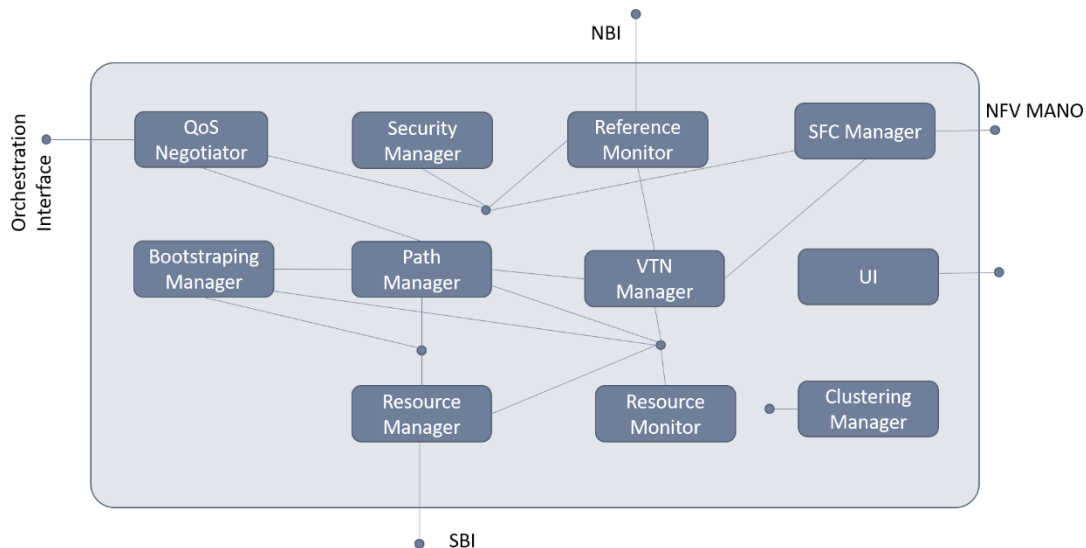 NBI
NFV MANO
Orchestration
Interface
QoS
Negotiator
Security
Manager
Reference
Monitor
SFC Manager
Bootstraping
Manager
Path
Manager
VTN
Manager
UI
Resource
Manager
Resource
Monitor
Clustering
Manager
SBI